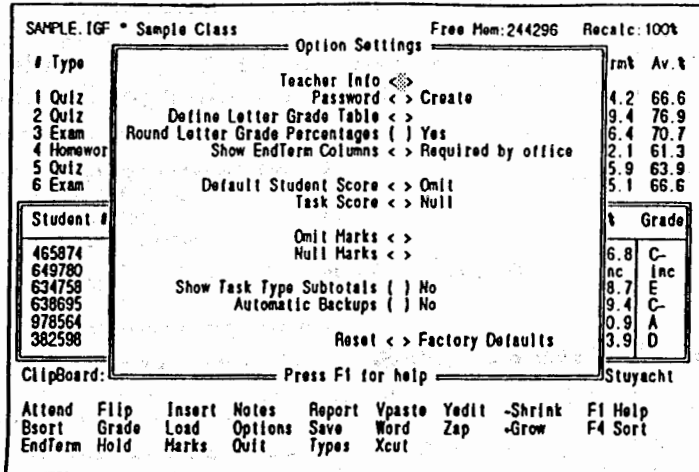 SAMPLE.IGF * Sample Class Free Mem:244296 Recalc:100%
Option Settings
# Type rm% Av.%
Teacher Info < >
1 Quiz Password < > Create 4.2 66.6
2 Quiz Define Letter Grade Table < > 9.4 76.9
3 Exam Round Letter Grade Percentages ( ) Yes 6.4 70.7
4 Homewor Show EndTerm Columns < > Required by office 2.1 61.3
5 Quiz 5.9 63.9
6 Exam Default Student Score < > Omit 5.1 66.6
Task Score < > Null
Student # % Grade
Omit Marks < >
465874 Null Marks < > 6.8 C-
649780 nc Inc
634758 Show Task Type Subtotals ( ) No 8.7 E
638695 Automatic Backups ( ) No 9.4 C-
978564 0.9 A
382598 Reset < > Factory Defaults 3.9 D
ClipBoard: Press F1 for help Stuyacht
Attend Flip Insert Notes Report Vpaste Yedit -Shrink F1 Help
Bsort Grade Load Options Save Word Zap +Grow F4 Sort
EndTerm Hold Marks Quit Types Xcut